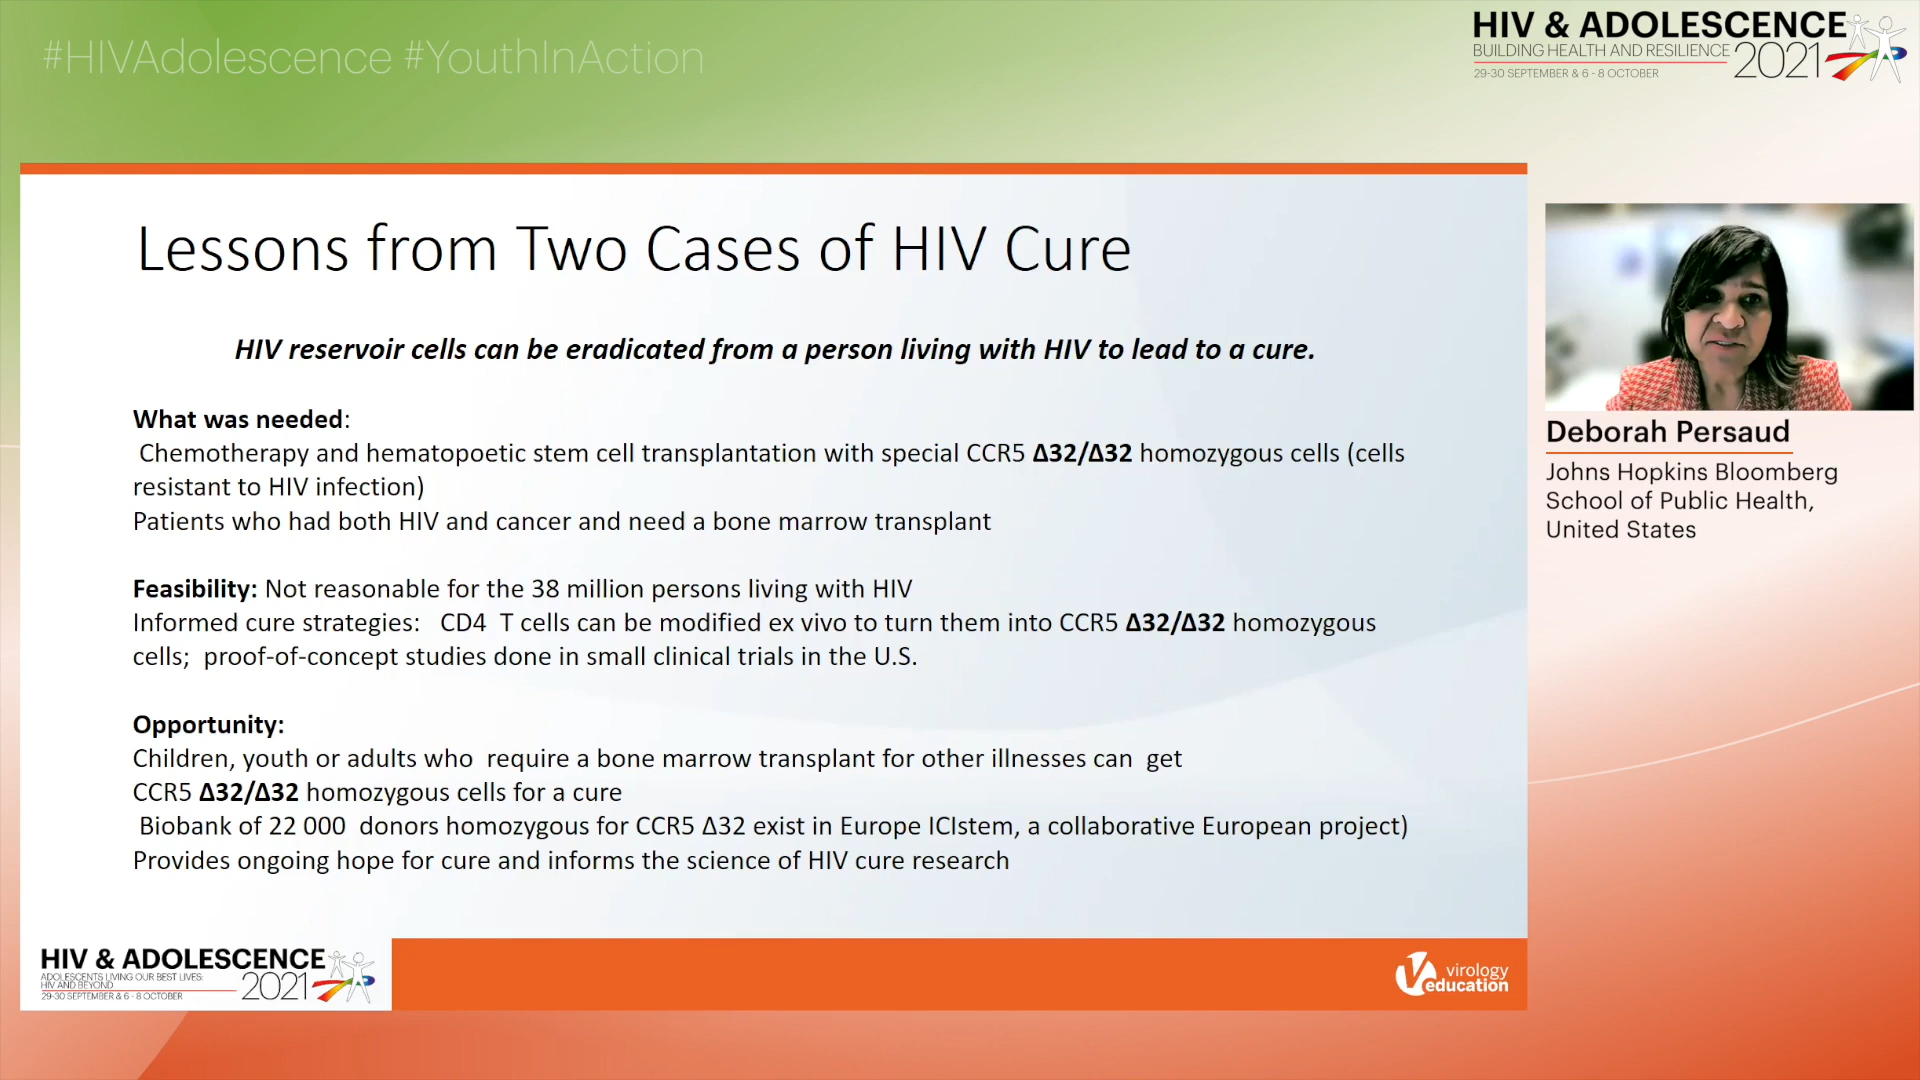 #HIVAdolescence #YouthInAction
HIV & ADOLESCENCE
BUILDING HEALTH AND RESILIENCE
2021
29-30 SEPTEMBER & 6 - 8 OCTOBER
Lessons from Two Cases of HIV Cure
HIV reservoir cells can be eradicated from a person living with HIV to lead to a cure.
What was needed:
Chemotherapy and hematopoetic stem cell transplantation with special CCR5 Δ32/Δ32 homozygous cells (cells
resistant to HIV infection)
Patients who had both HIV and cancer and need a bone marrow transplant
Feasibility: Not reasonable for the 38 million persons living with HIV
Informed cure strategies: CD4 T cells can be modified ex vivo to turn them into CCR5 Δ32/Δ32 homozygous
cells; proof-of-concept studies done in small clinical trials in the U.S.
Opportunity:
Children, youth or adults who require a bone marrow transplant for other illnesses can get
CCR5 Δ32/Δ32 homozygous cells for a cure
Biobank of 22 000 donors homozygous for CCR5 Δ32 exist in Europe ICIstem, a collaborative European project)
Provides ongoing hope for cure and informs the science of HIV cure research
Deborah Persaud
Johns Hopkins Bloomberg
School of Public Health,
United States
HIV & ADOLESCENCE
ADOLESCENTS LIVING OUR BEST LIVES:
HIV AND BEYOND
2021
29-30 SEPTEMBER & 6 - 8 OCTOBER
virology
education